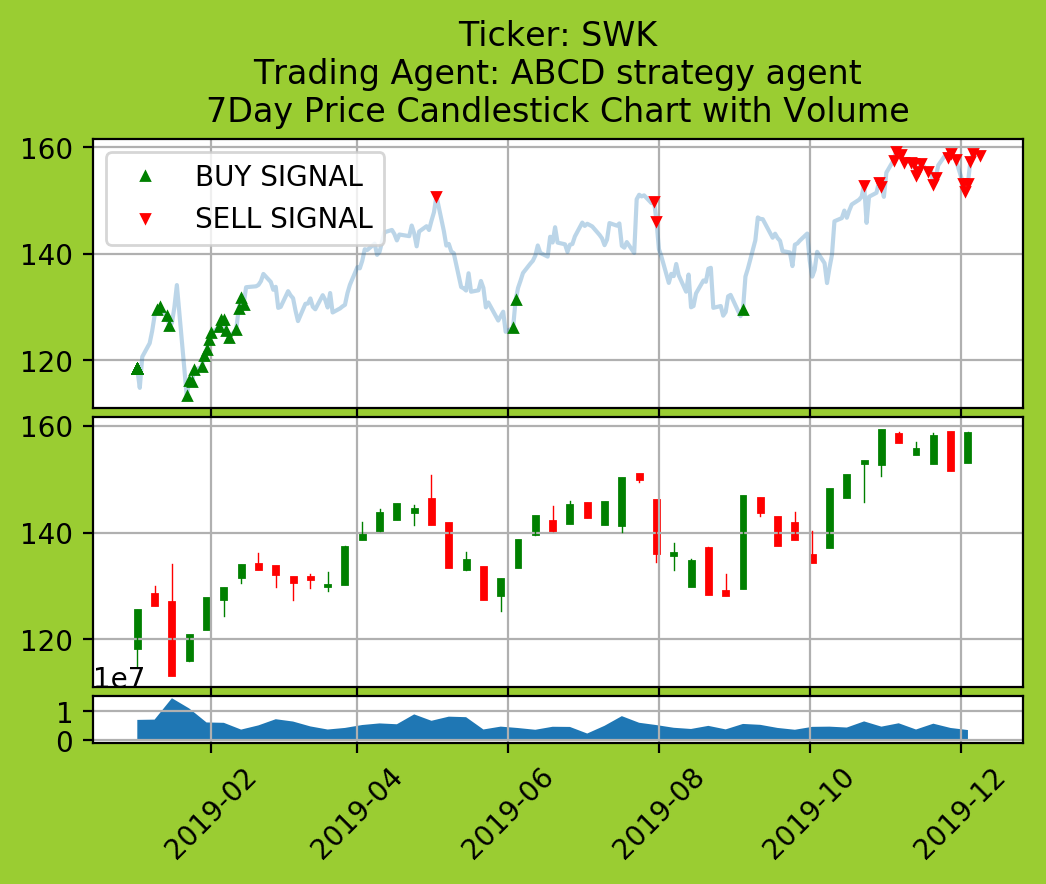 Ticker: SWK
Trading Agent: ABCD strategy agent
7Day Price Candlestick Chart with Volume
160
140
120
BUY SIGNAL
SELL SIGNAL
160
140
120
1e7
1
0
2019-02
2019-04
2019-06
2019-08
2019-10
2019-12